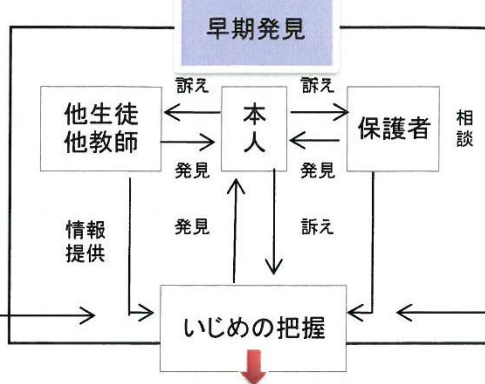 早期発見
訴え
訴え
他生徒
他教師
本
人
保護者
相
談
発見
発見
情報
提供
発見
訴え
いじめの把握